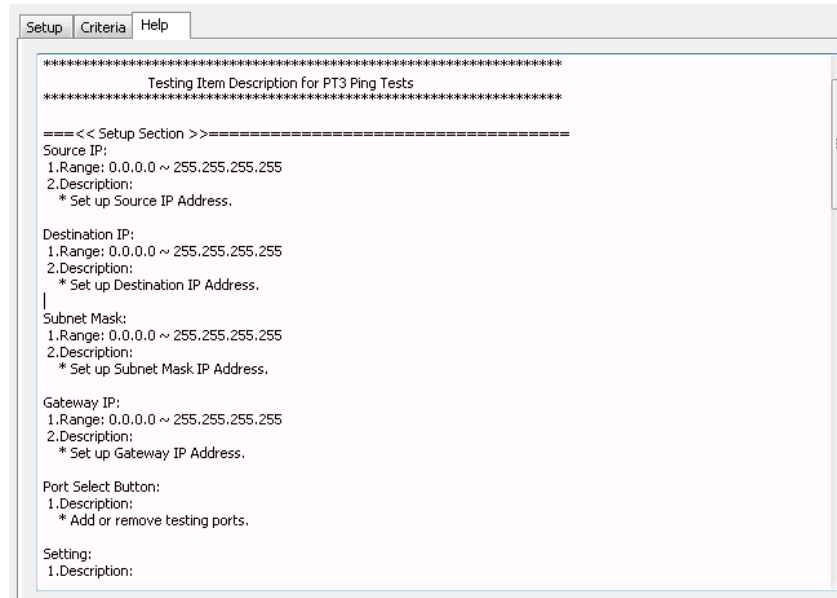 Setup Criteria Help
********************************************************************
Testing Item Description for PT3 Ping Tests
********************************************************************
===<< Setup Section >>===================================
Source IP:
1.Range: 0.0.0.0 ~ 255.255.255.255
2.Description:
* Set up Source IP Address.
Destination IP:
1.Range: 0.0.0.0 ~ 255.255.255.255
2.Description:
* Set up Destination IP Address.
Subnet Mask:
1.Range: 0.0.0.0 ~ 255.255.255.255
2.Description:
* Set up Subnet Mask IP Address.
Gateway IP:
1.Range: 0.0.0.0 ~ 255.255.255.255
2.Description:
* Set up Gateway IP Address.
Port Select Button:
1.Description:
* Add or remove testing ports.
Setting:
1.Description: